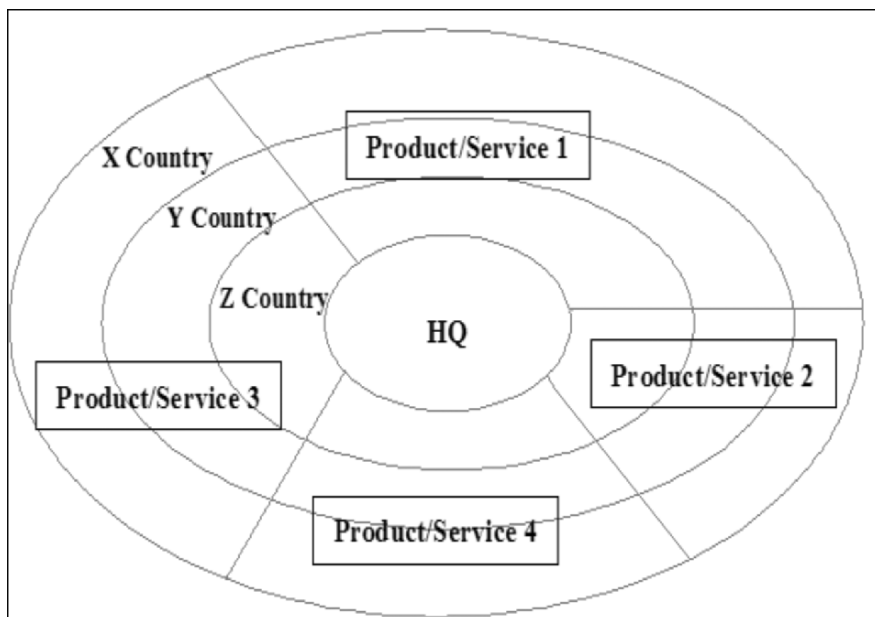 Product/Service 1
X Country
Y Country
Z Country
HQ
Product/Service 2
Product/Service 3
Product/Service 4